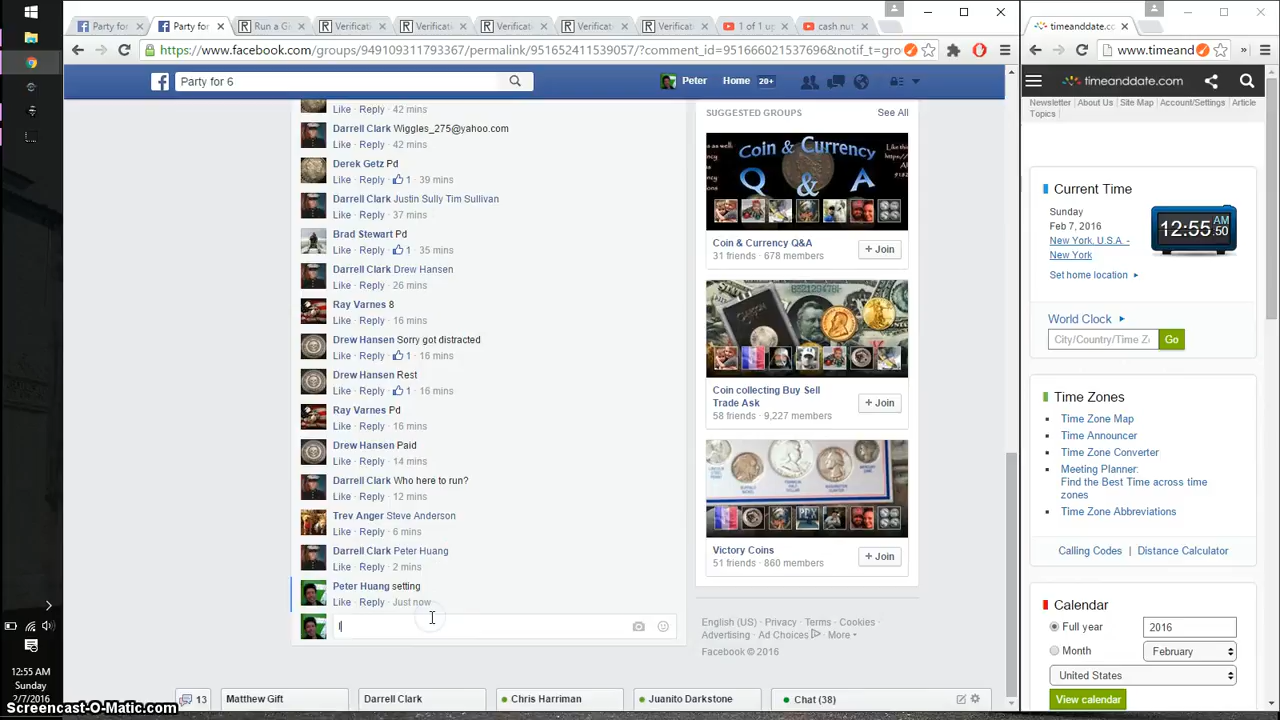 Party for
Party for
Run a G
Verificati
Verificati
Verificati
Verificati
Verificati
1 of 1 up
cash nut
timeanddate.co
https://www.facebook.com/groups/949109311793367/permalink/951652411539057/?comment_id=951666021537696&notif_t=gro
www.timeand
Party for 6
Peter
Home
20+
timeanddate.com
Newsletter | About Us | Site Map | Account/Settings | Article
Topics |
Like · Reply · 42 mins
Darrell Clark Wiggles_275@yahoo.com
Like · Reply · 42 mins
Derek Getz Pd
Like · Reply · 1 · 39 mins
Darrell Clark Justin Sully Tim Sullivan
Like · Reply · 37 mins
Brad Stewart Pd
Like · Reply · 1 · 35 mins
Darrell Clark Drew Hansen
Like · Reply · 26 mins
Ray Varnes 8
Like · Reply · 16 mins
Drew Hansen Sorry got distracted
Like · Reply · 1 · 16 mins
Drew Hansen Rest
Like · Reply · 1 · 16 mins
Ray Varnes Pd
Like · Reply · 16 mins
Drew Hansen Paid
Like · Reply · 14 mins
Darrell Clark Who here to run?
Like · Reply · 12 mins
Trev Anger Steve Anderson
Like · Reply · 6 mins
Darrell Clark Peter Huang
Like · Reply · 2 mins
Peter Huang setting
Like · Reply · Just now
SUGGESTED GROUPS
See All
Coin & Currency
Q & A
Coin & Currency Q&A
31 friends · 678 members
+ Join
Coin collecting Buy Sell
Trade Ask
58 friends · 9,227 members
+ Join
Victory Coins
51 friends · 860 members
+ Join
English (US) · Privacy · Terms · Cookies ·
Advertising · Ad Choices · More
Facebook © 2016
Current Time
Sunday
Feb 7, 2016
New York, U.S.A. -
New York
12:55 AM 50
Set home location
World Clock
City/Country/Time Z
Go
Time Zones
Time Zone Map
Time Announcer
Time Zone Converter
Meeting Planner:
Find the Best Time across time
zones
Time Zone Abbreviations
Calling Codes | Distance Calculator
Calendar
Full year
2016
Month
February
United States
View calendar
13
Matthew Gift
Darrell Clark
Chris Harriman
Juanito Darkstone
Chat (38)
12:55 AM
Sunday
2/7/2016
Screencast-O-Matic.com